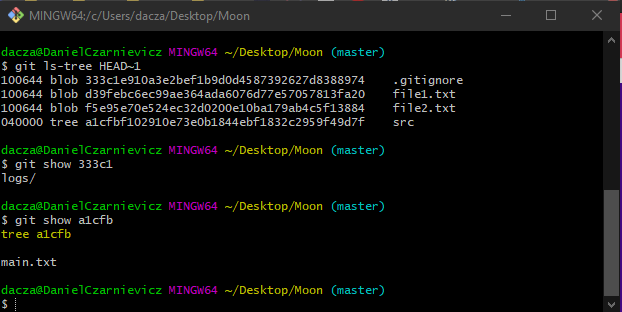 MINGW64:/c/Users/dacza/Desktop/Moon
dacza@DanielCzarnievicz MINGW64 ~/Desktop/Moon (master)
$ git ls-tree HEAD~1
100644 blob 333c1e910a3e2bef1b9d0d4587392627d8388974    .gitignore
100644 blob d39febc6ec99ae364ada6076d77e57057813fa20    file1.txt
100644 blob f5e95e70e524ec32d0200e10ba179ab4c5f13884    file2.txt
040000 tree a1cfbf102910e73e0b1844ebf1832c2959f49d7f    src
dacza@DanielCzarnievicz MINGW64 ~/Desktop/Moon (master)
$ git show 333c1
logs/
dacza@DanielCzarnievicz MINGW64 ~/Desktop/Moon (master)
$ git show a1cfb
tree a1cfb
main.txt
dacza@DanielCzarnievicz MINGW64 ~/Desktop/Moon (master)
$